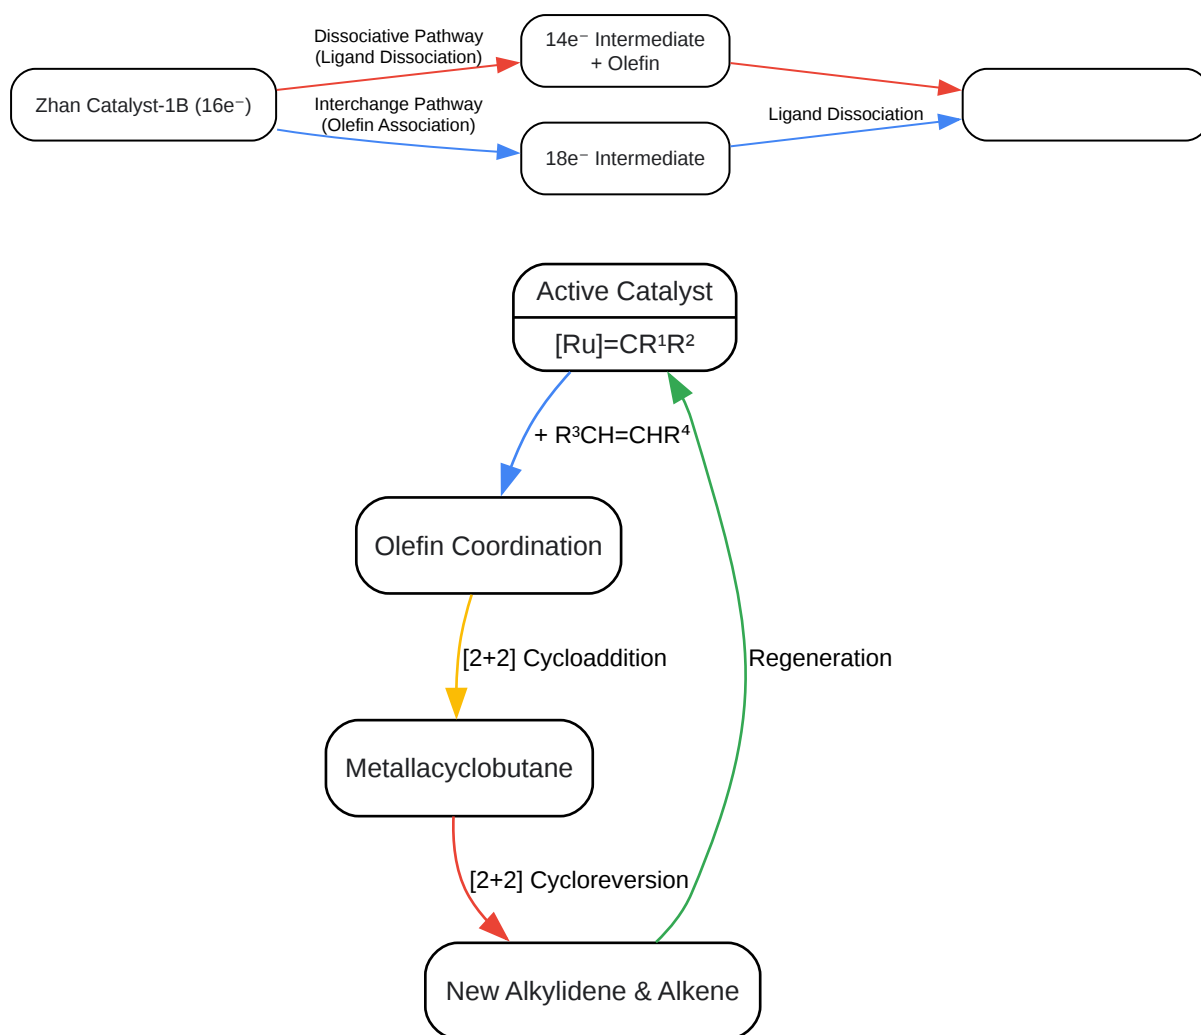 Dissociative Pathway
(Ligand Dissociation)
14e⁻ Intermediate
+ Olefin
Zhan Catalyst-1B (16e⁻)
Interchange Pathway
(Olefin Association)
Ligand Dissociation
18e⁻ Intermediate
Active Catalyst
[Ru]=CR¹R²
+ R³CH=CHR⁴
Olefin Coordination
[2+2] Cycloaddition
Regeneration
Metallacyclobutane
[2+2] Cycloreversion
New Alkylidene & Alkene